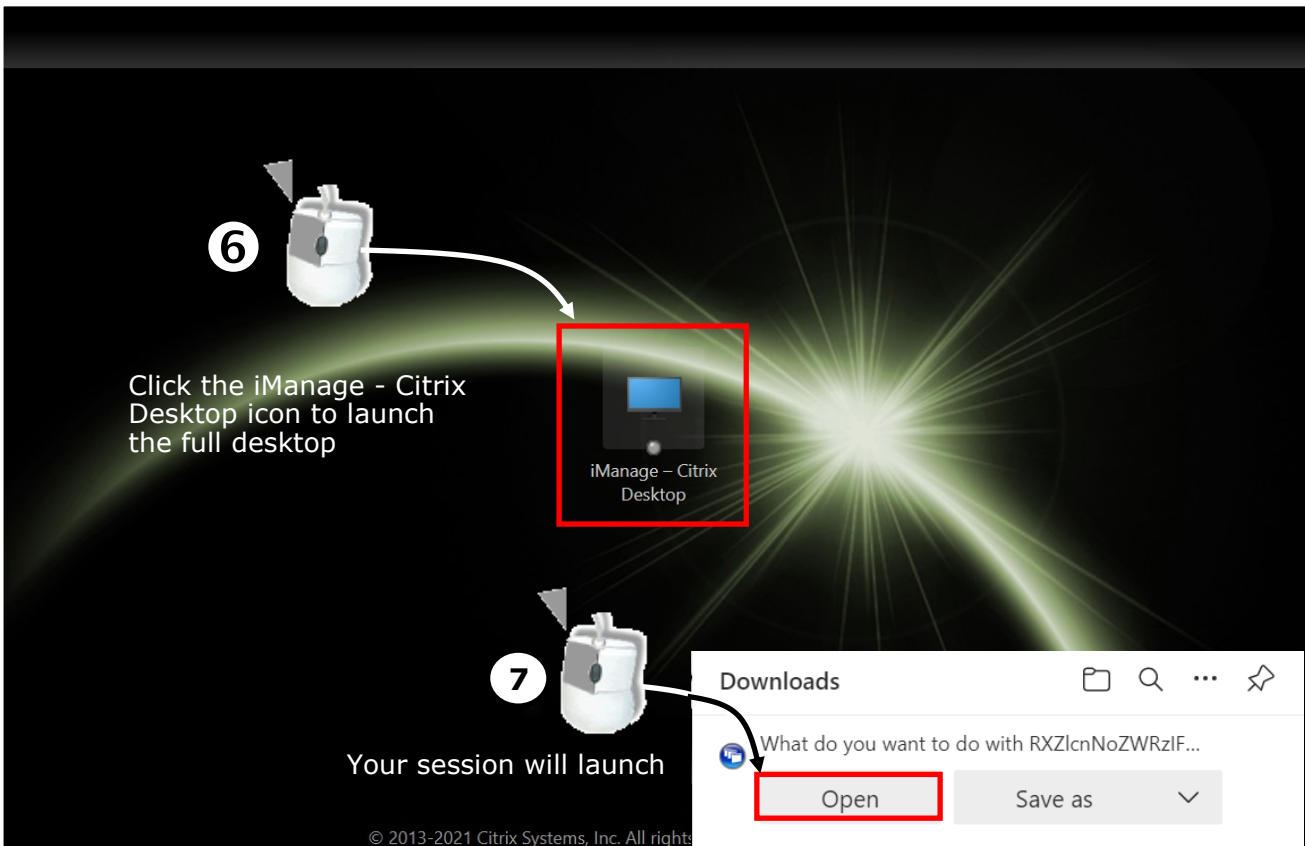 6
Click the iManage - Citrix
Desktop icon to launch
the full desktop
iManage – Citrix
Desktop
7
Your session will launch
Downloads
What do you want to do with RXZlcnNoZWRzIF...
Open
Save as
© 2013-2021 Citrix Systems, Inc. All rights